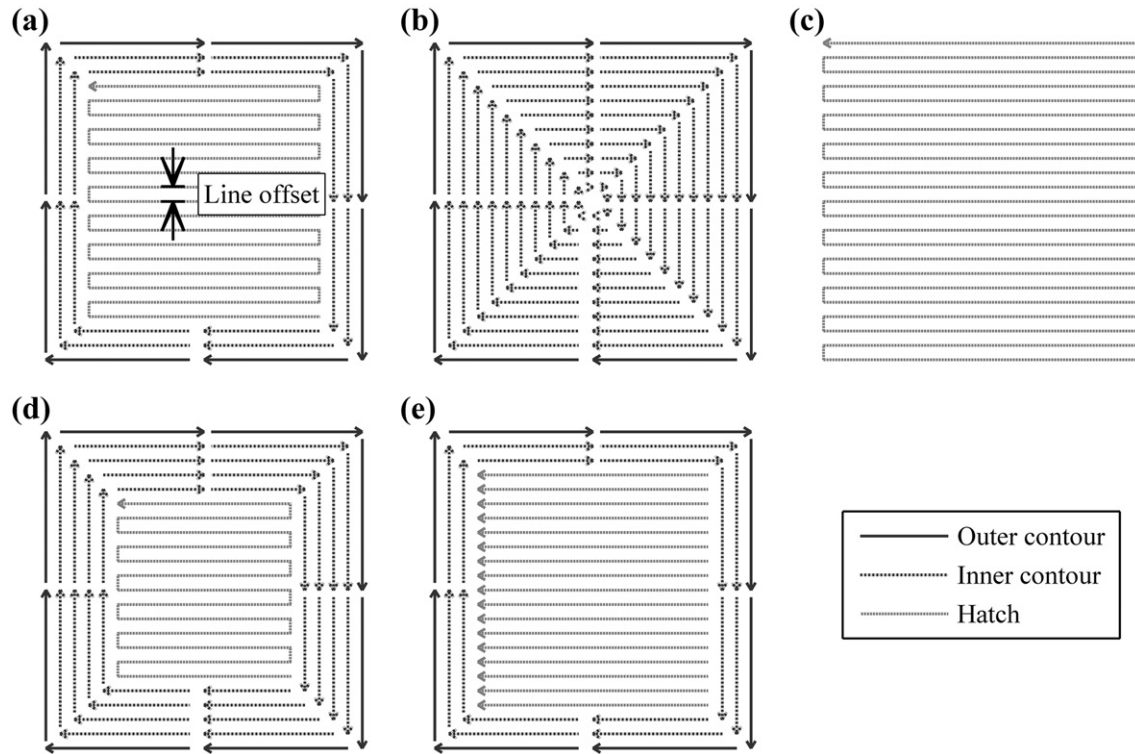 (a)
(b)
(c)
Line offset
(d)
(e)
Outer contour
Inner contour
Hatch